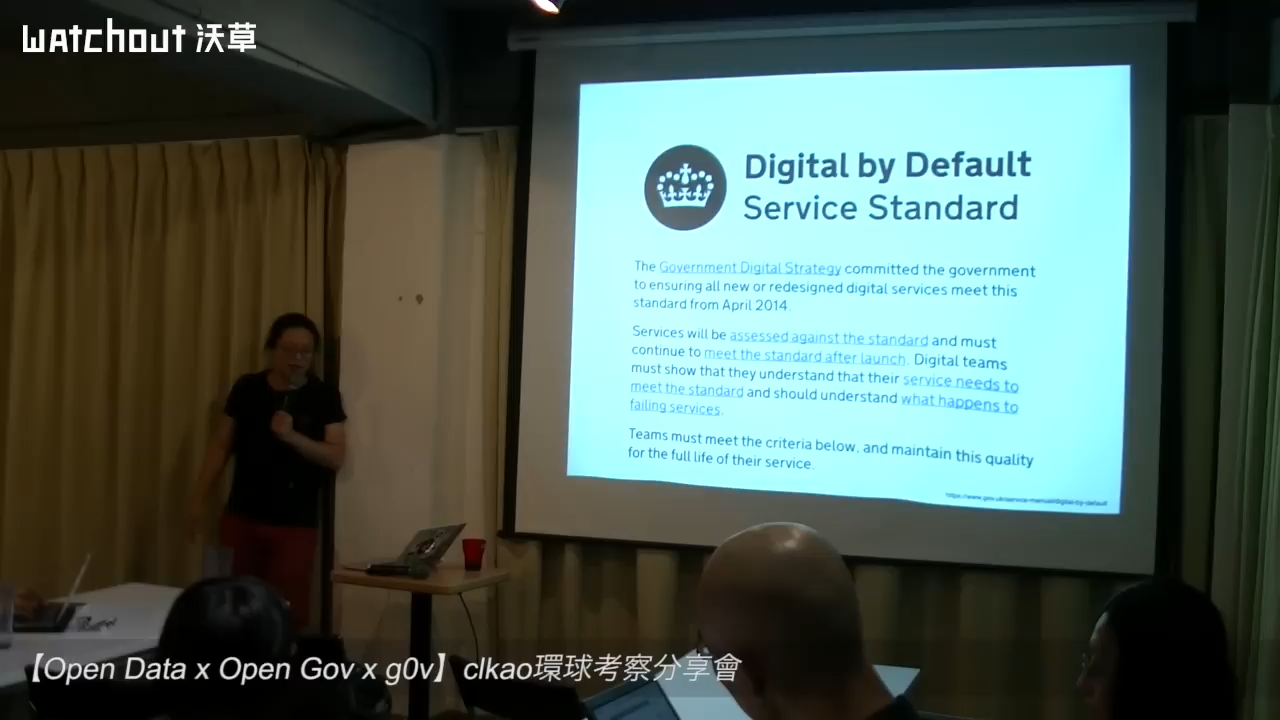 watchout 沃草
Digital by Default
Service Standard
The Government Digital Strategy committed the government
to ensuring all new or redesigned digital services meet this
standard from April 2014.
Services will be assessed against the standard and must
continue to meet the standard after launch. Digital teams
must show that they understand that their service needs to
meet the standard and should understand what happens to
failing services.
Teams must meet the criteria below, and maintain this quality
for the full life of their service.
https://www.gov.uk/service-manual/digital-by-default
【Open Data x Open Gov x g0v】clkao環球考察分享會